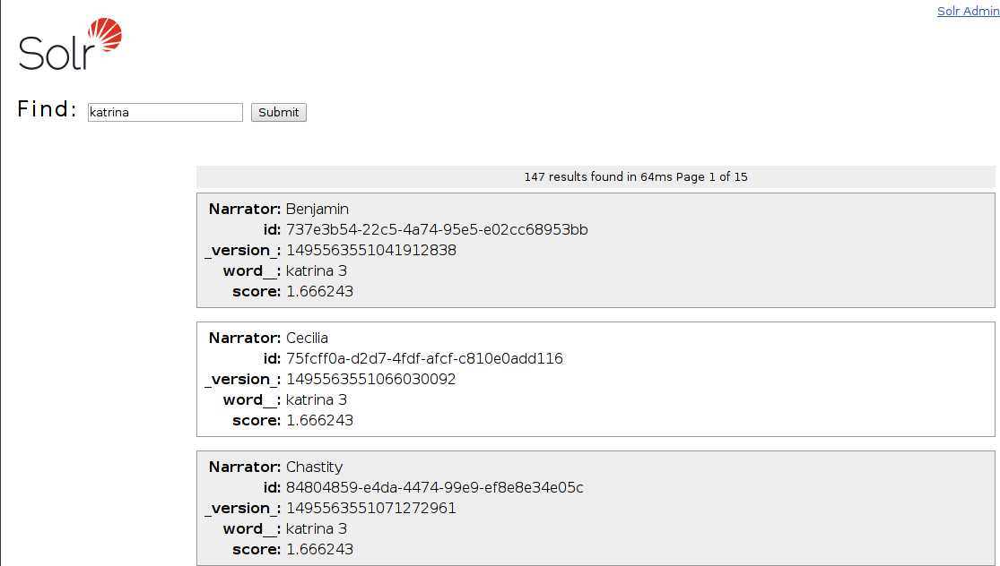 Solr Admin
Solr
Find: katrina Submit
147 results found in 64ms Page 1 of 15
Narrator: Benjamin
id: 737e3b54-22c5-4a74-95e5-e02cc68953bb
_version_: 1495563551041912838
word__: katrina 3
score: 1.666243
Narrator: Cecilia
id: 75fcff0a-d2d7-4fdf-afcf-c810e0add116
_version_: 1495563551066030092
word__: katrina 3
score: 1.666243
Narrator: Chastity
id: 84804859-e4da-4474-99e9-ef8e8e34e05c
_version_: 1495563551071272961
word__: katrina 3
score: 1.666243